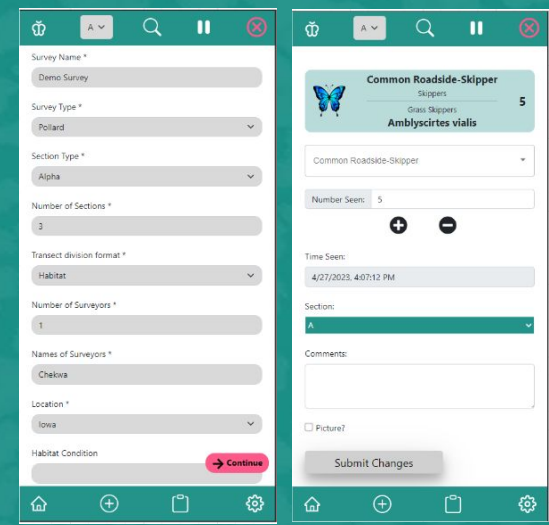 A
Survey Name *
Demo Survey
Survey Type *
Pollard
Section Type *
Alpha
Number of Sections *
3
Transect division format *
Habitat
Number of Surveyors *
1
Names of Surveyors *
Chekwa
Location *
Iowa
Habitat Condition
→ Continue
A
Common Roadside-Skipper
Skippers
Grass Skippers
Amblyscirtes vialis
5
Common Roadside-Skipper
Number Seen: 5
Time Seen:
4/27/2023, 4:07:12 PM
Section:
A
Comments:
Picture?
Submit Changes